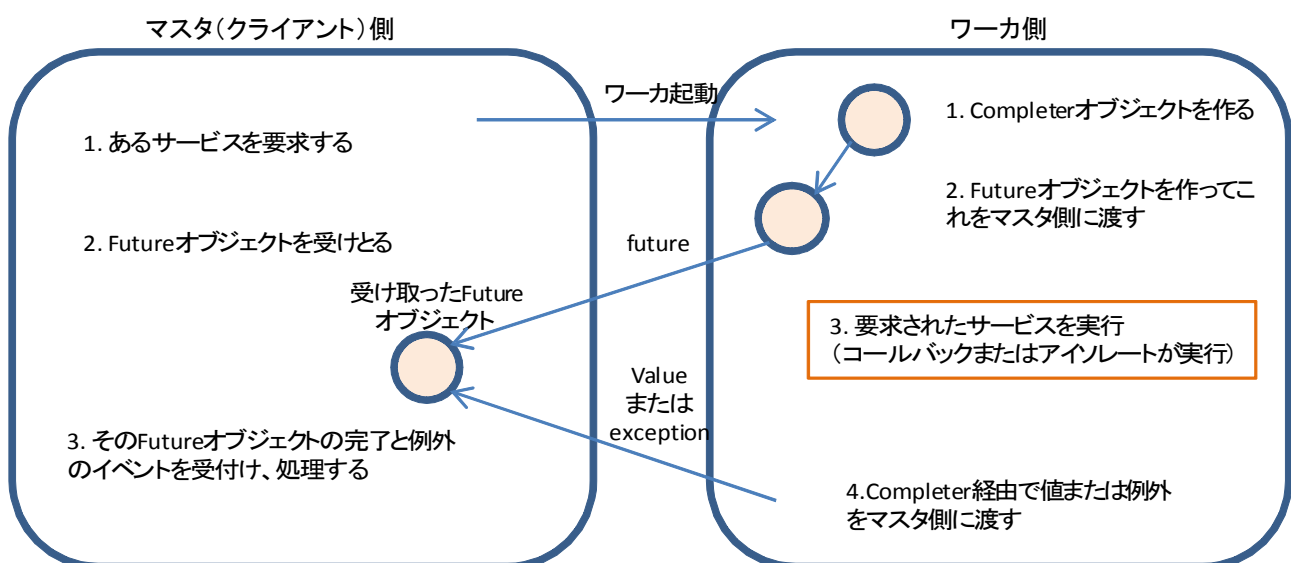 マスタ(クライアント)側
1. あるサービスを要求する
2. Futureオブジェクトを受けとる
受け取ったFuture
オブジェクト
3. そのFutureオブジェクトの完了と例外
のイベントを受付け、処理する
ワーカ起動
future
Value
または
exception
ワーカ側
1. Completerオブジェクトを作る
2. Futureオブジェクトを作ってこ
れをマスタ側に渡す
3. 要求されたサービスを実行
(コールバックまたはアイソレートが実行)
4.Completer経由で値または例外
をマスタ側に渡す